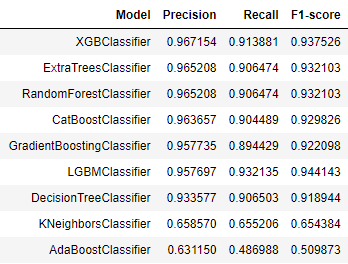 Model Precision Recall F1-score
XGBClassifier 0.967154 0.913881 0.937526
ExtraTreesClassifier 0.965208 0.906474 0.932103
RandomForestClassifier 0.965208 0.906474 0.932103
CatBoostClassifier 0.963657 0.904489 0.929826
GradientBoostingClassifier 0.957735 0.894429 0.922098
LGBMClassifier 0.957697 0.932135 0.944143
DecisionTreeClassifier 0.933577 0.906503 0.918944
KNeighborsClassifier 0.658570 0.655206 0.654384
AdaBoostClassifier 0.631150 0.486988 0.509873